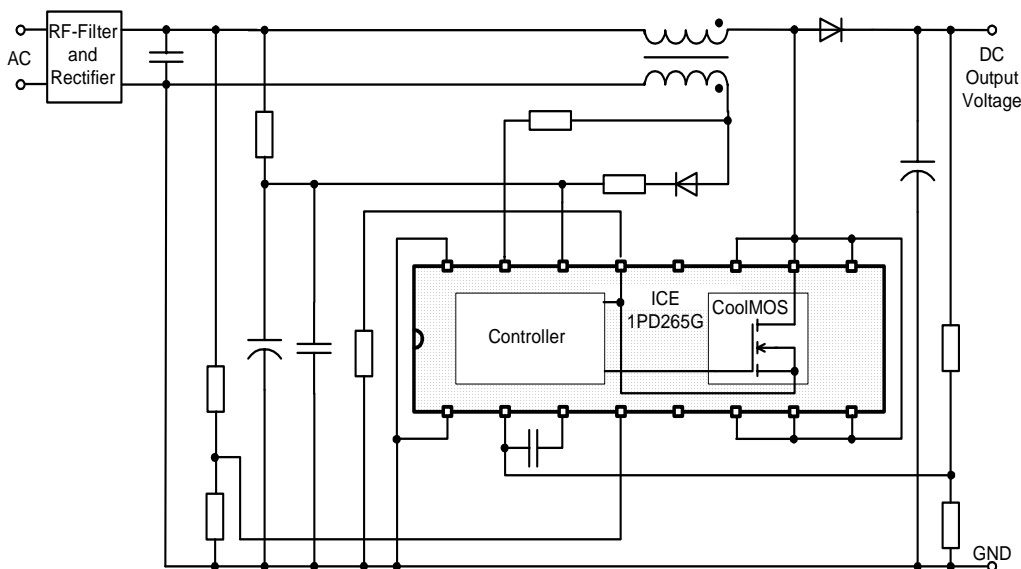 AC
RF-Filter
and
Rectifier
DC
Output
Voltage
ICE
1PD265G
CoolMOS
Controller
GND